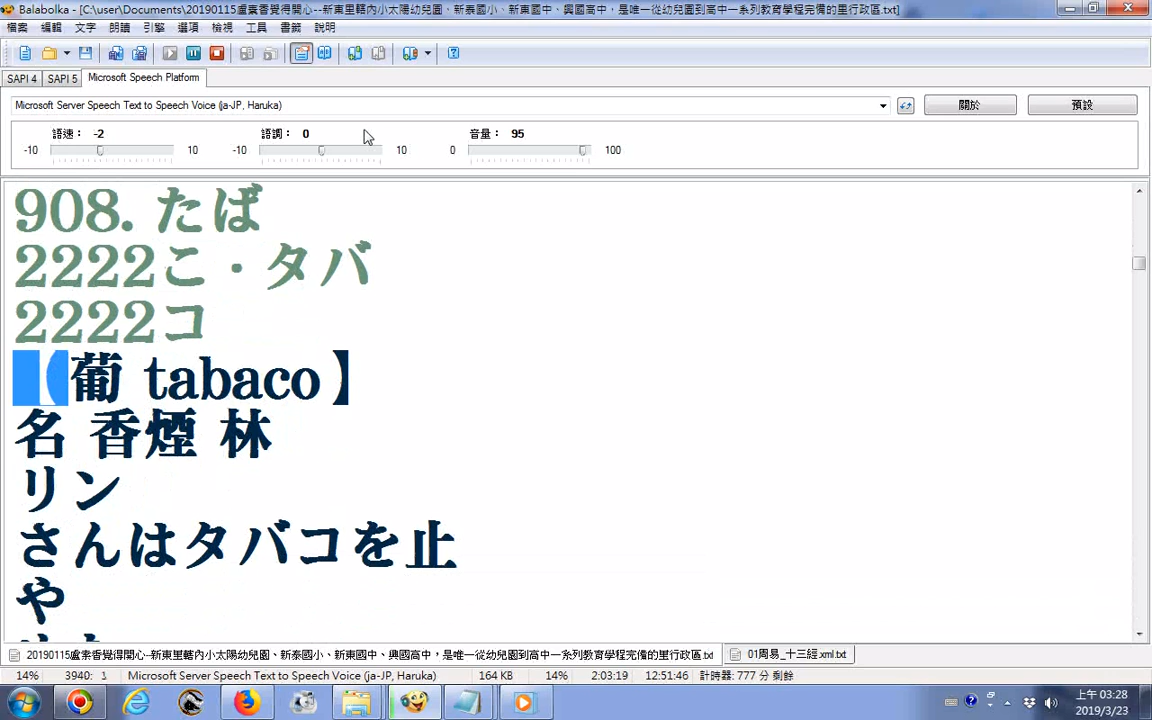 Balabolka - [C:\user\Documents\20190115盧素香覺得開心--新東里轄內小太陽幼兒園、新泰國小、新東國中、興國高中，是唯一從幼兒園到高中一系列教育學程完備的里行政區.txt]
檔案 編輯 文字 朗讀 引擎 選項 檢視 工具 書籤 說明
SAPI 4 SAPI 5 Microsoft Speech Platform
Microsoft Server Speech Text to Speech Voice (ja-JP, Haruka) 關於 預設
語速： -2 語調： 0 音量： 95
-10 10 -10 10 0 100
908. たば
2222こ・タバ
2222コ
【(葡 tabaco】
名 香煙 林
リン
さんはタバコを止
や
20190115盧素香覺得開心--新東里轄內小太陽幼兒園、新泰國小、新東國中、興國高中，是唯一從幼兒園到高中一系列教育學程完備的里行政區.txt 01周易_十三經.xml.txt
14% 3940: 1 Microsoft Server Speech Text to Speech Voice (ja-JP, Haruka) 164 KB 14% 2:03:19 12:51:46 計時器: 777 分 剩餘
上午 03:28
2019/3/23